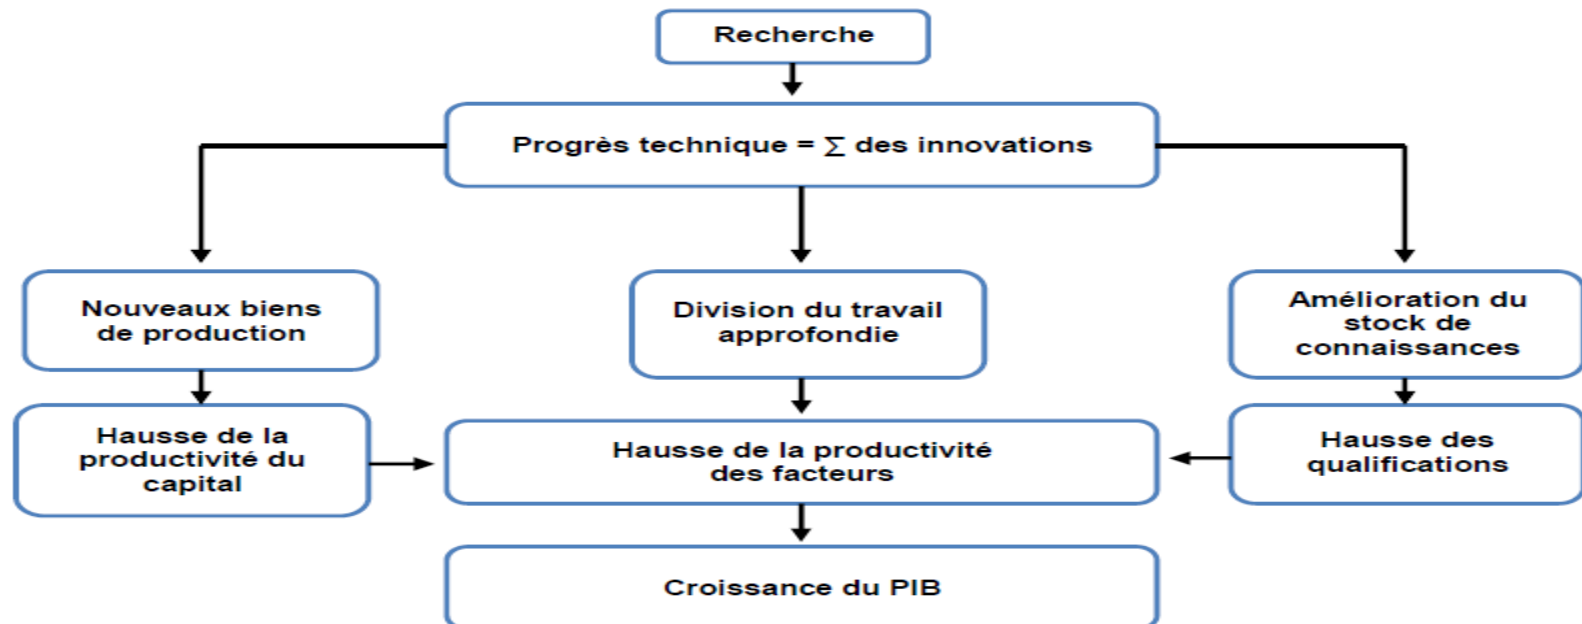 Recherche
Progrès technique = ∑ des innovations
Nouveaux biens
de production
Division du travail
approfondie
Amélioration du
stock de
connaissances
Hausse de la
productivité du
capital
Hausse de la productivité
des facteurs
Hausse des
qualifications
Croissance du PIB